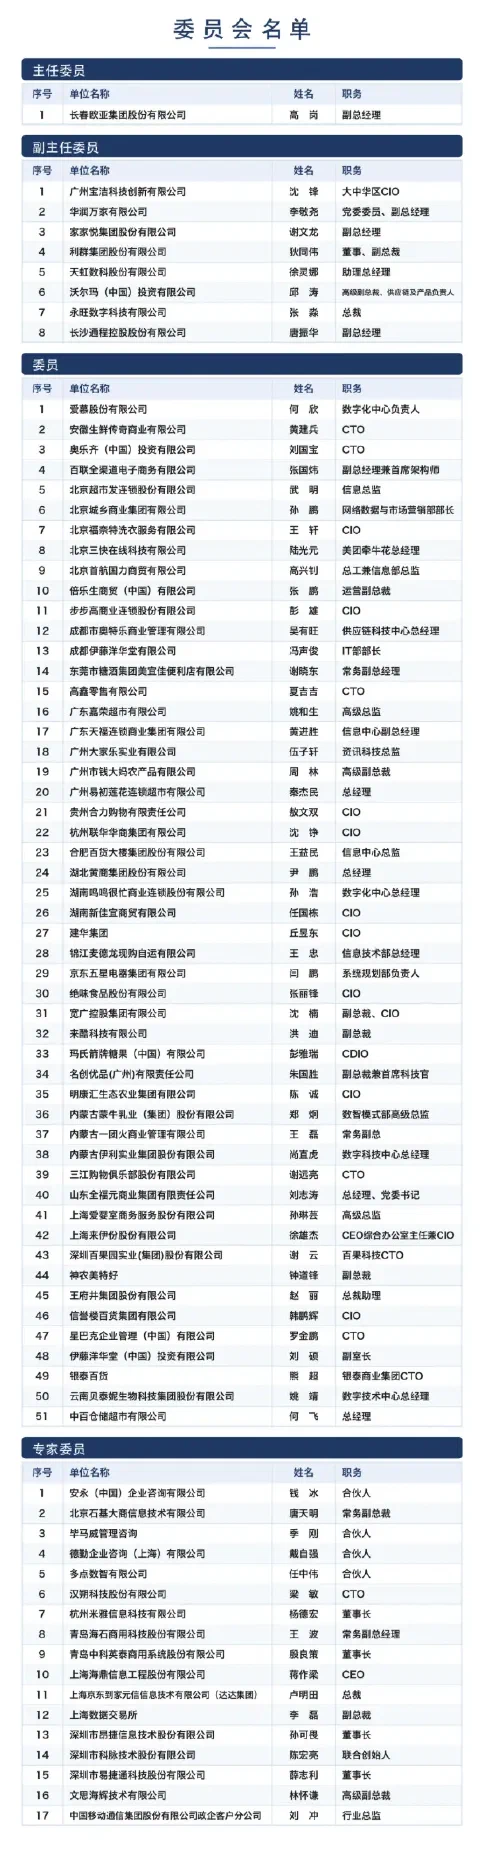 委员会名单
主任委员
序号 单位名称 姓名 职务
1 长春欧亚集团股份有限公司 高岗 副总经理
副主任委员
序号 单位名称 姓名 职务
1 广州宝洁科技创新有限公司 沈锋 大中华区CIO
2 华润万家有限公司 李敬尧 党委委员、副总经理
3 家家悦集团股份有限公司 谢文龙 副总经理
4 利群集团股份有限公司 狄同伟 董事、副总裁
5 天虹数科股份有限公司 徐灵娜 助理总经理
6 沃尔玛（中国）投资有限公司 邱涛 高级副总裁、供应链及产品负责人
7 永旺数字科技有限公司 张淼 总裁
8 长沙通程控股股份有限公司 唐振华 副总经理
委员
序号 单位名称 姓名 职务
1 爱慕股份有限公司 何欣 数字化中心负责人
2 安徽生鲜传奇商业有限公司 黄建兵 CTO
3 奥乐齐（中国）投资有限公司 刘国宝 CTO
4 百联全渠道电子商务有限公司 张国炜 副总经理兼首席架构师
5 北京超市发连锁股份有限公司 武明 信息总监
6 北京城乡商业集团有限公司 孙鹏 网络数据与市场营销部部长
7 北京福奈特洗衣服务有限公司 王轩 CIO
8 北京三快在线科技有限公司 陆光元 美团牵牛花总经理
9 北京首航国力商贸有限公司 高兴钊 总工兼信息部总监
10 倍乐生商贸（中国）有限公司 张鹏 运营副总裁
11 步步高商业连锁股份有限公司 彭雄 CIO
12 成都市奥特乐商业管理有限公司 吴有旺 供应链科技中心总经理
13 成都伊藤洋华堂有限公司 冯声俊 IT部部长
14 东莞市糖酒集团美宜佳便利店有限公司 谢晓东 常务副总经理
15 高鑫零售有限公司 夏吉吉 CTO
16 广东嘉荣超市有限公司 姚和生 高级总监
17 广东天福连锁商业集团有限公司 黄进胜 信息中心副总经理
18 广州大家乐实业有限公司 伍子轩 资讯科技总监
19 广州市钱大妈农产品有限公司 周林 高级副总裁
20 广州易初莲花连锁超市有限公司 秦杰民 总经理
21 贵州合力购物有限责任公司 敖文双 CIO
22 杭州联华华商集团有限公司 沈铮 CIO
23 合肥百货大楼集团股份有限公司 王益民 信息中心总监
24 湖北黄商集团股份有限公司 尹鹏 总经理
25 湖南鸣鸣很忙商业连锁股份有限公司 孙浩 数字化中心总经理
26 湖南新佳宜商贸有限公司 任国栋 CIO
27 建华集团 丘昱东 CIO
28 锦江麦德龙现购自运有限公司 王忠 信息技术部总经理
29 京东五星电器集团有限公司 闫鹏 系统规划部负责人
30 绝味食品股份有限公司 张丽锋 CIO
31 宽广控股集团有限公司 沈楠 副总裁、CIO
32 来酷科技有限公司 洪迪 副总裁
33 玛氏箭牌糖果（中国）有限公司 彭雅瑞 CDIO
34 名创优品(广州)有限责任公司 朱国胜 副总裁兼首席科技官
35 明康汇生态农业集团有限公司 陈诚 CIO
36 内蒙古蒙牛乳业（集团）股份有限公司 郑炯 数智模式部高级总监
37 内蒙古一团火商业管理有限公司 王磊 常务副总
38 内蒙古伊利实业集团股份有限公司 尚直虎 数字科技中心总经理
39 三江购物俱乐部股份有限公司 谢远亮 CTO
40 山东全福元商业集团有限责任公司 刘志涛 总经理、党委书记
41 上海爱婴室商务服务股份有限公司 孙琳芸 高级总监
42 上海来伊份股份有限公司 徐雄杰 CEO综合办公室主任兼CIO
43 深圳百果园实业(集团)股份有限公司 谢云 百果科技CTO
44 神农美特好 钟道锋 副总裁
45 王府井集团股份有限公司 赵丽 总裁助理
46 信誉楼百货集团有限公司 韩鹏辉 CIO
47 星巴克企业管理（中国）有限公司 罗金鹏 CTO
48 伊藤洋华堂（中国）投资有限公司 刘硕 副室长
49 银泰百货 熊超 银泰商业集团CTO
50 云南贝泰妮生物科技集团股份有限公司 姚靖 数字技术中心总经理
51 中百仓储超市有限公司 何飞 总经理
专家委员
序号 单位名称 姓名 职务
1 安永（中国）企业咨询有限公司 钱冰 合伙人
2 北京石基大商信息技术有限公司 唐天明 常务副总裁
3 毕马威管理咨询 李刚 合伙人
4 德勤企业咨询（上海）有限公司 戴自强 合伙人
5 多点数智有限公司 任中伟 合伙人
6 汉朔科技股份有限公司 梁敏 CTO
7 杭州米雅信息科技有限公司 杨德宏 董事长
8 青岛海石商用科技股份有限公司 王波 常务副总经理
9 青岛中科英泰商用系统股份有限公司 殷良策 董事长
10 上海海鼎信息工程股份有限公司 蒋作梁 CEO
11 上海京东到家元信信息技术有限公司（达达集团） 卢明田 总裁
12 上海数据交易所 李磊 副总裁
13 深圳市昂捷信息技术股份有限公司 孙可畏 董事长
14 深圳市科脉技术股份有限公司 陈宏亮 联合创始人
15 深圳市易捷通科技股份有限公司 薛志利 董事长
16 文思海辉技术有限公司 林怀谦 高级副总裁
17 中国移动通信集团股份有限公司政企客户分公司 刘冲 行业总监